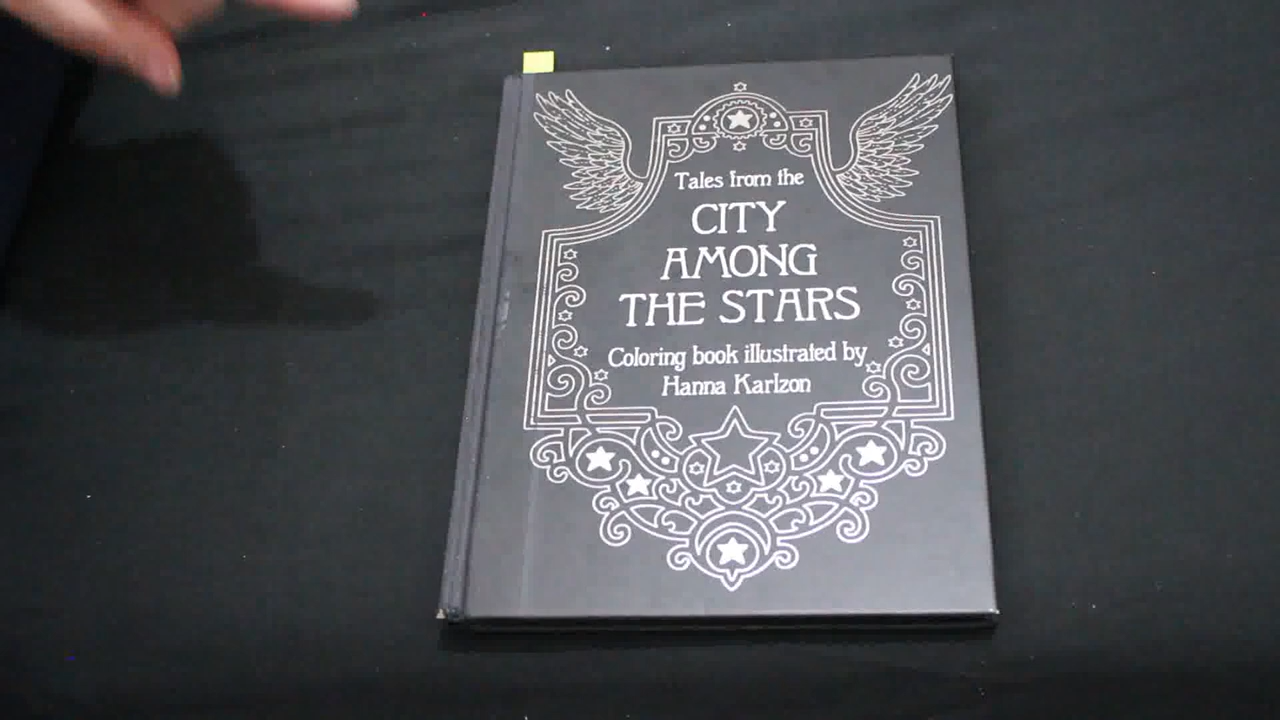 Tales from the
CITY
AMONG
THE STARS
Coloring book illustrated by
Hanna Karlzon